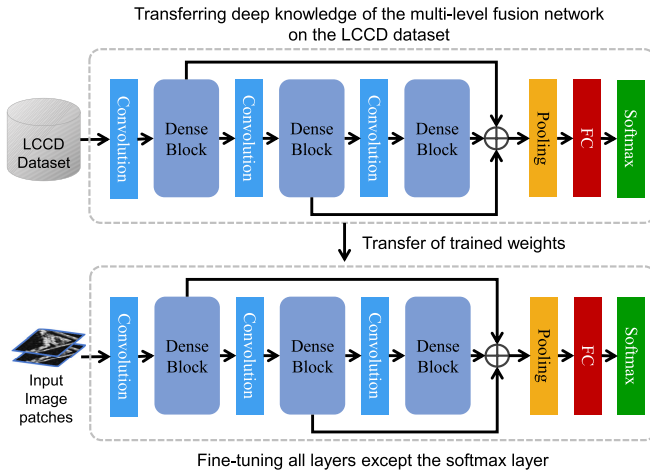 Transferring deep knowledge of the multi-level fusion network
on the LCCD dataset
LCCD
Dataset
Convolution
Dense
Block
Convolution
Dense
Block
Convolution
Dense
Block
Pooling
FC
Softmax
Transfer of trained weights
Input
Image
patches
Convolution
Dense
Block
Convolution
Dense
Block
Convolution
Dense
Block
Pooling
FC
Softmax
Fine-tuning all layers except the softmax layer